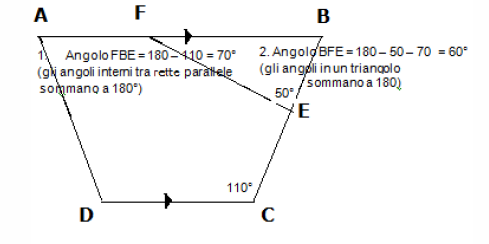 A
F
B
1. Angolo FBE = 180 – 110 = 70°
(gli angoli interni tra rette parallele
sommano a 180°)
2. Angolo BFE = 180 – 50 – 70 = 60°
(gli angoli in un triangolo
sommano a 180)
50°
E
110°
D
C